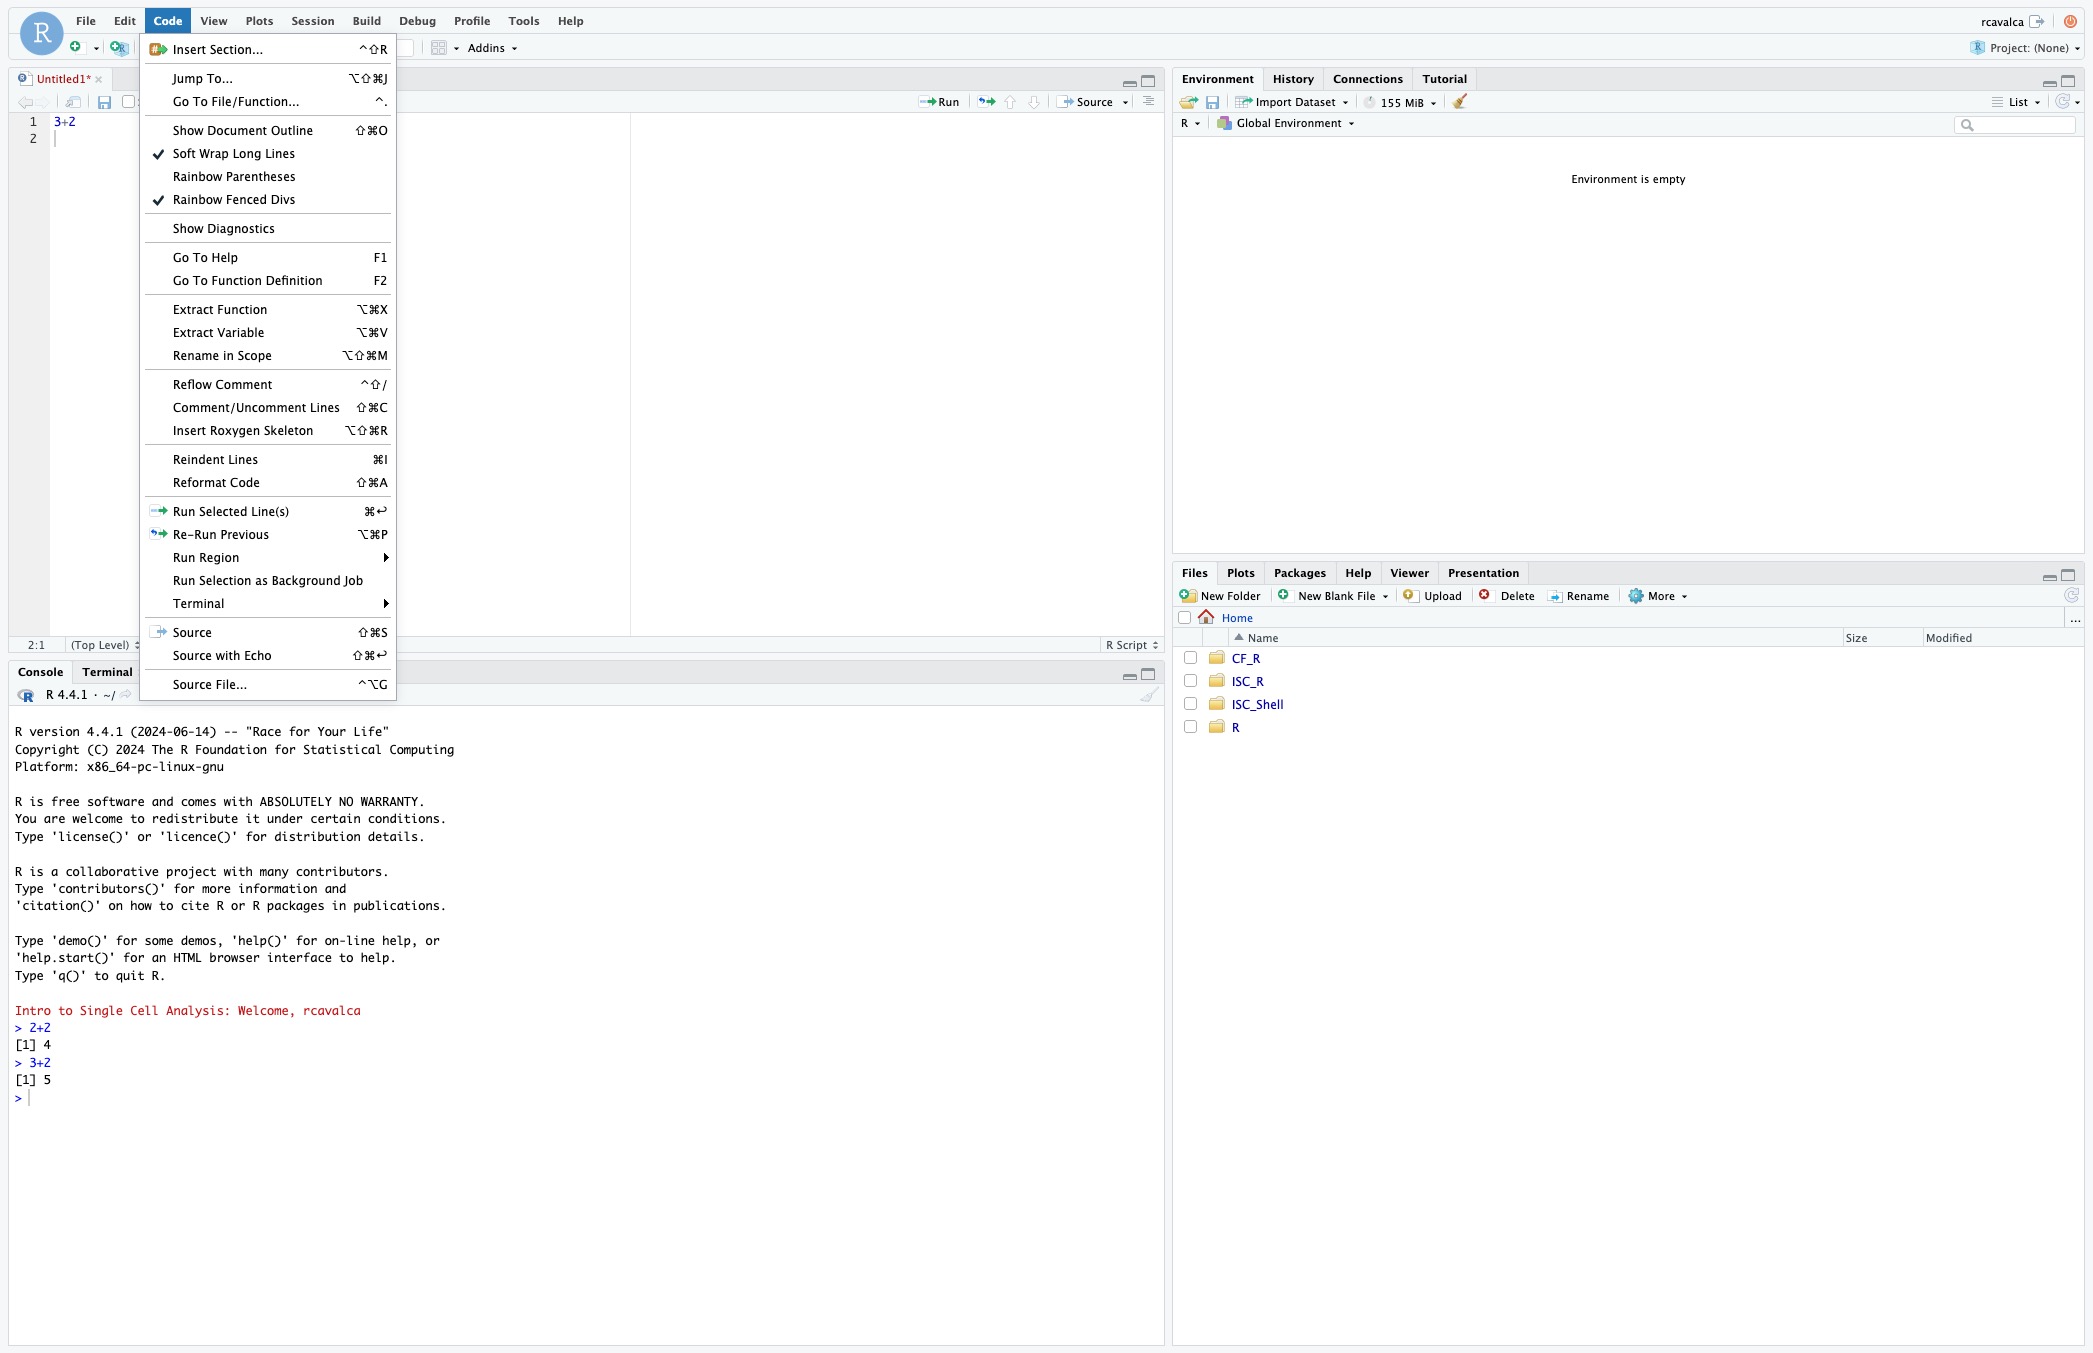 R
File Edit Code View Plots Session Build Debug Profile Tools Help
rcavalca
Addins
Project: (None)
Insert Section... ^⇧R
Jump To... ⌥⇧⌘J
Go To File/Function... ^.
Show Document Outline ⇧⌘O
Soft Wrap Long Lines
Rainbow Parentheses
Rainbow Fenced Divs
Show Diagnostics
Go To Help F1
Go To Function Definition F2
Extract Function ⌥⌘X
Extract Variable ⌥⌘V
Rename in Scope ⌥⇧⌘M
Reflow Comment ^⇧/
Comment/Uncomment Lines ⇧⌘C
Insert Roxygen Skeleton ⌥⇧⌘R
Reindent Lines ⌘I
Reformat Code ⇧⌘A
Run Selected Line(s) ⌘↩
Re-Run Previous ⌥⌘P
Run Region
Run Selection as Background Job
Terminal
Source ⇧⌘S
Source with Echo ⇧⌘↩
Source File... ^⌥G
Untitled1*
Run Source
1 3+2
2
2:1 (Top Level) R Script
Console Terminal
R 4.4.1 · ~/
R version 4.4.1 (2024-06-14) -- "Race for Your Life"
Copyright (C) 2024 The R Foundation for Statistical Computing
Platform: x86_64-pc-linux-gnu
R is free software and comes with ABSOLUTELY NO WARRANTY.
You are welcome to redistribute it under certain conditions.
Type 'license()' or 'licence()' for distribution details.
R is a collaborative project with many contributors.
Type 'contributors()' for more information and
'citation()' on how to cite R or R packages in publications.
Type 'demo()' for some demos, 'help()' for on-line help, or
'help.start()' for an HTML browser interface to help.
Type 'q()' to quit R.
Intro to Single Cell Analysis: Welcome, rcavalca
> 2+2
[1] 4
> 3+2
[1] 5
>
Environment History Connections Tutorial
Import Dataset 155 MiB List
R Global Environment
Environment is empty
Files Plots Packages Help Viewer Presentation
New Folder New Blank File Upload Delete Rename More
Home ...
Name Size Modified
CF_R
ISC_R
ISC_Shell
R